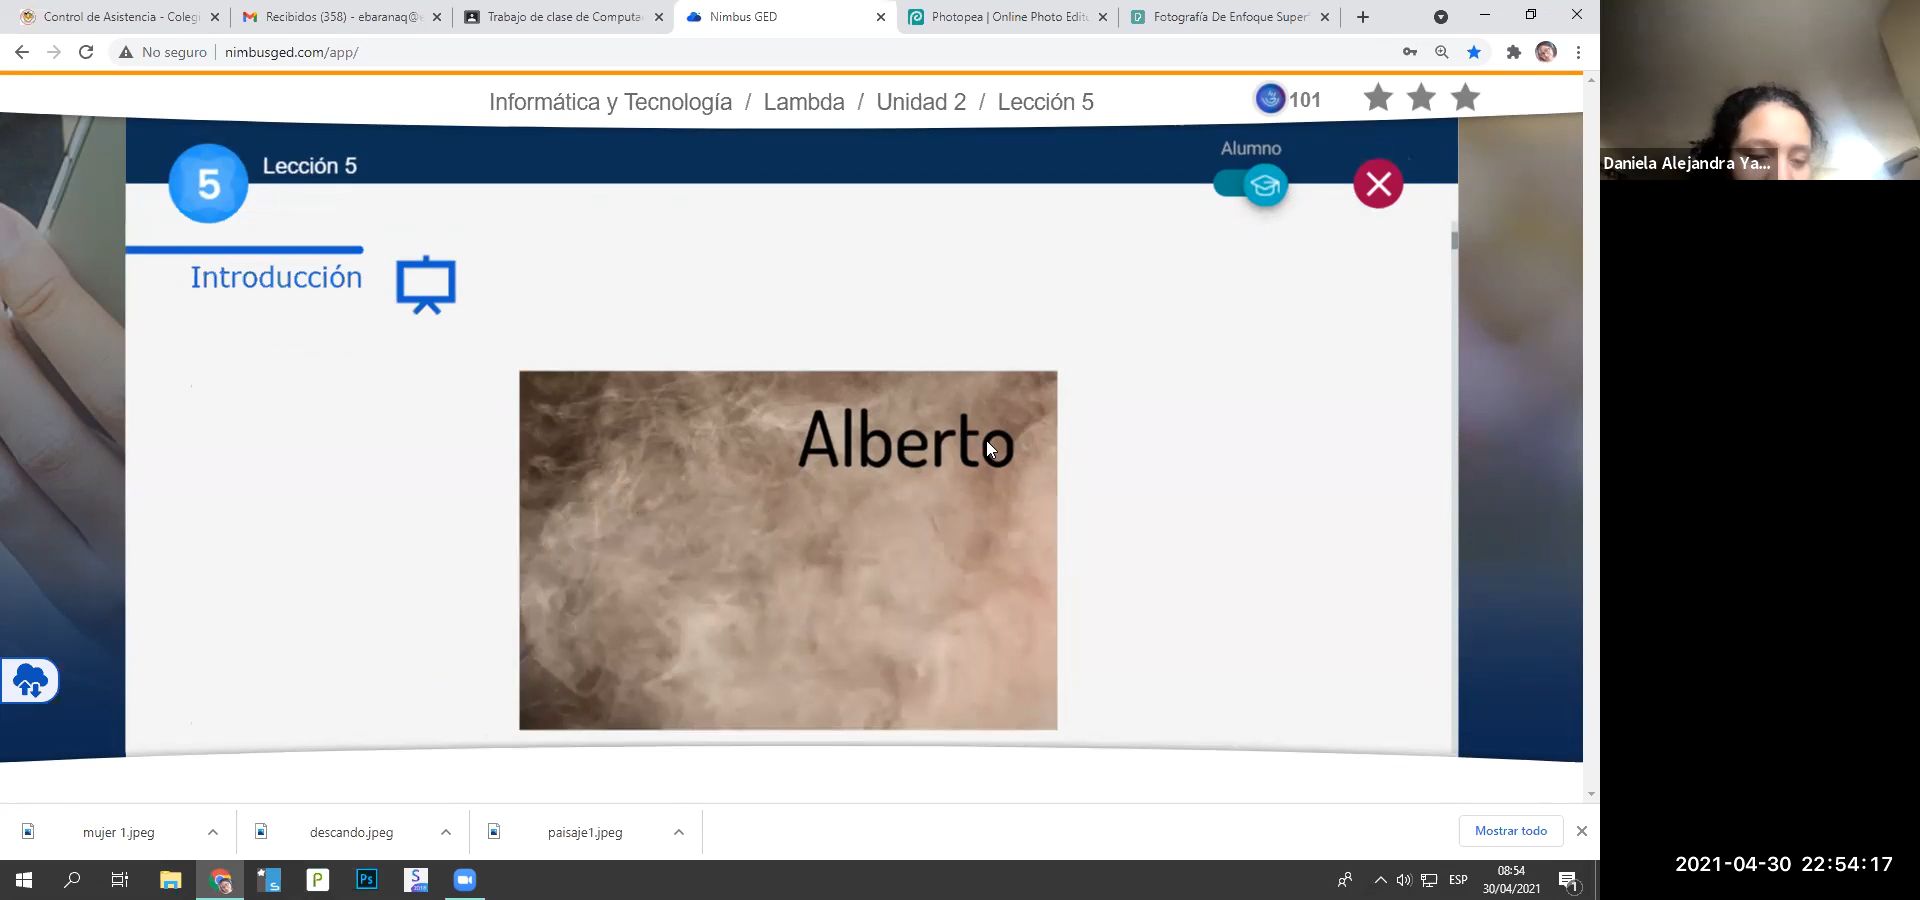 Control de Asistencia - Colegi
Recibidos (358) - ebaranaq@e
Trabajo de clase de Computa
Nimbus GED
Photopea | Online Photo Edit
Fotografía De Enfoque Super
No seguro
nimbusged.com/app/
Informática y Tecnología / Lambda / Unidad 2 / Lección 5
101
5
Lección 5
Alumno
Introducción
Alberto
Daniela Alejandra Ya...
mujer 1.jpeg
descando.jpeg
paisaje1.jpeg
Mostrar todo
S
P
Ps
S
2018
ESP
08:54
30/04/2021
1
2021-04-30 22:54:17